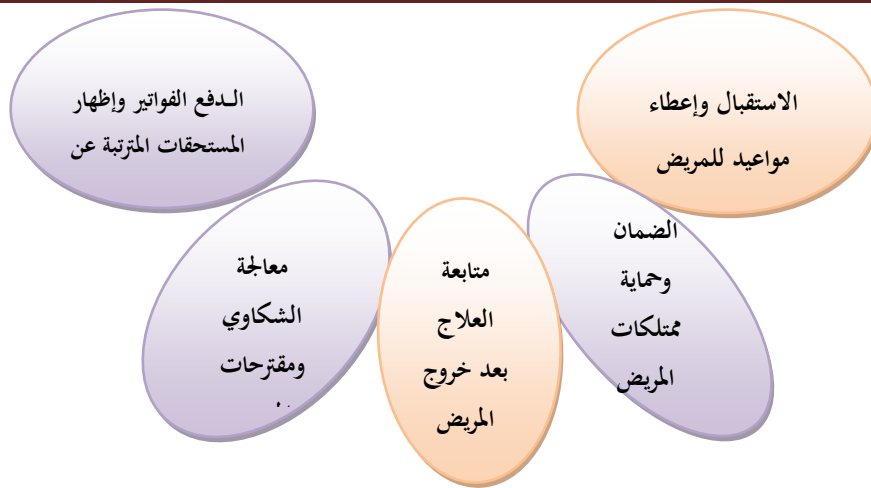 الاستقبال وإعطاء
مواعيد للمريض
الضمان
وحماية
ممتلكات
المريض
متابعة
العلاج
بعد خروج
المريض
معالجة
الشكاوي
ومقترحات
الـدفع الفواتير وإظهار
المستحقات المترتبة عن